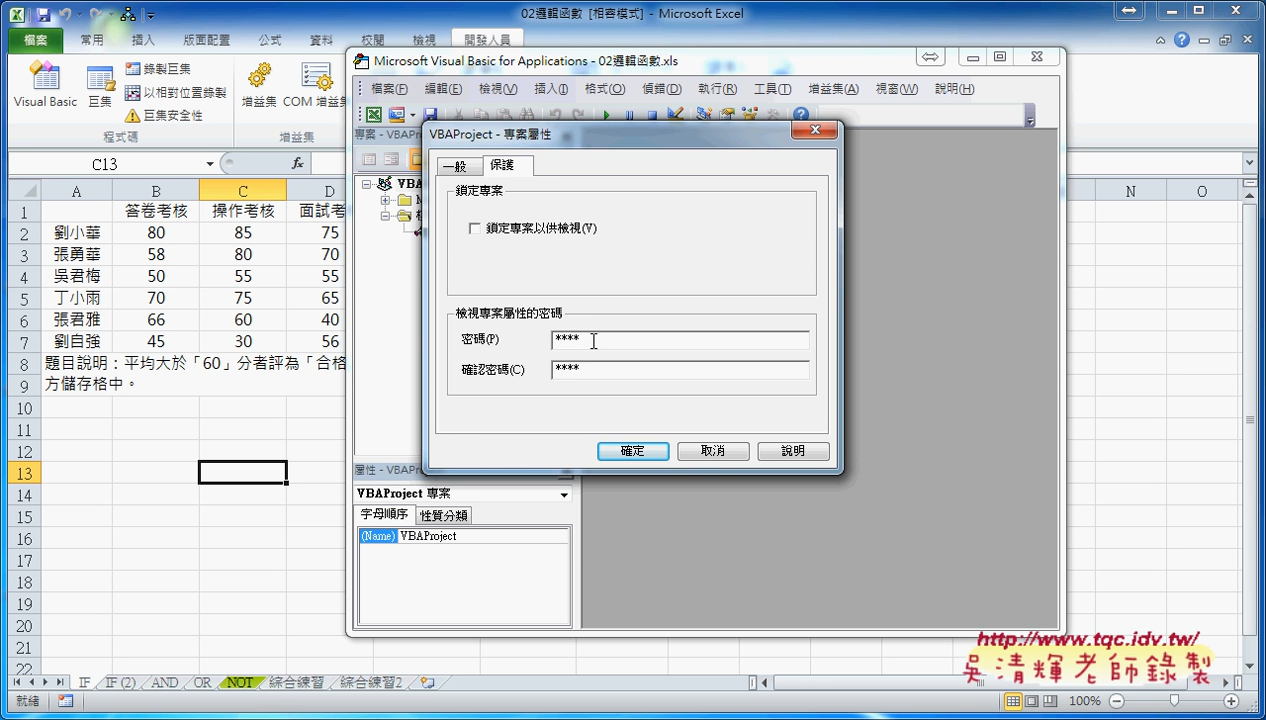 02邏輯函數 [相容模式] - Microsoft Excel
檔案 常用 插入 版面配置 公式 資料 校閱 檢視 開發人員
Visual Basic 巨集 錄製巨集 以相對位置錄製 巨集安全性 增益集 COM 增益集
程式碼 增益集
Microsoft Visual Basic for Applications - 02邏輯函數.xls
檔案(F) 編輯(E) 檢視(V) 插入(I) 格式(O) 偵錯(D) 執行(R) 工具(T) 增益集(A) 視窗(W) 說明(H)
專案 - VBAPr
VBAProject - 專案屬性
一般 保護
鎖定專案
鎖定專案以供檢視(V)
檢視專案屬性的密碼
密碼(P) ****
確認密碼(C) ****
確定 取消 說明
屬性 - VBAPr
VBAProject 專案
字母順序 性質分類
(Name) VBAProject
C13 fx
A B C D N O
1 答卷考核 操作考核 面試考
2 劉小華 80 85 75
3 張勇華 58 80 70
4 吳君梅 50 55 55
5 丁小雨 70 75 65
6 張君雅 66 60 40
7 劉自強 45 30 56
8 題目說明：平均大於「60」分者評為「合格
9 方儲存格中。
10
11
12
13
14
15
16
17
18
19
20
21
22
IF IF (2) AND OR NOT 綜合練習 綜合練習2
就緒 100%
http://www.tqc.idv.tw/
吳清輝老師錄製